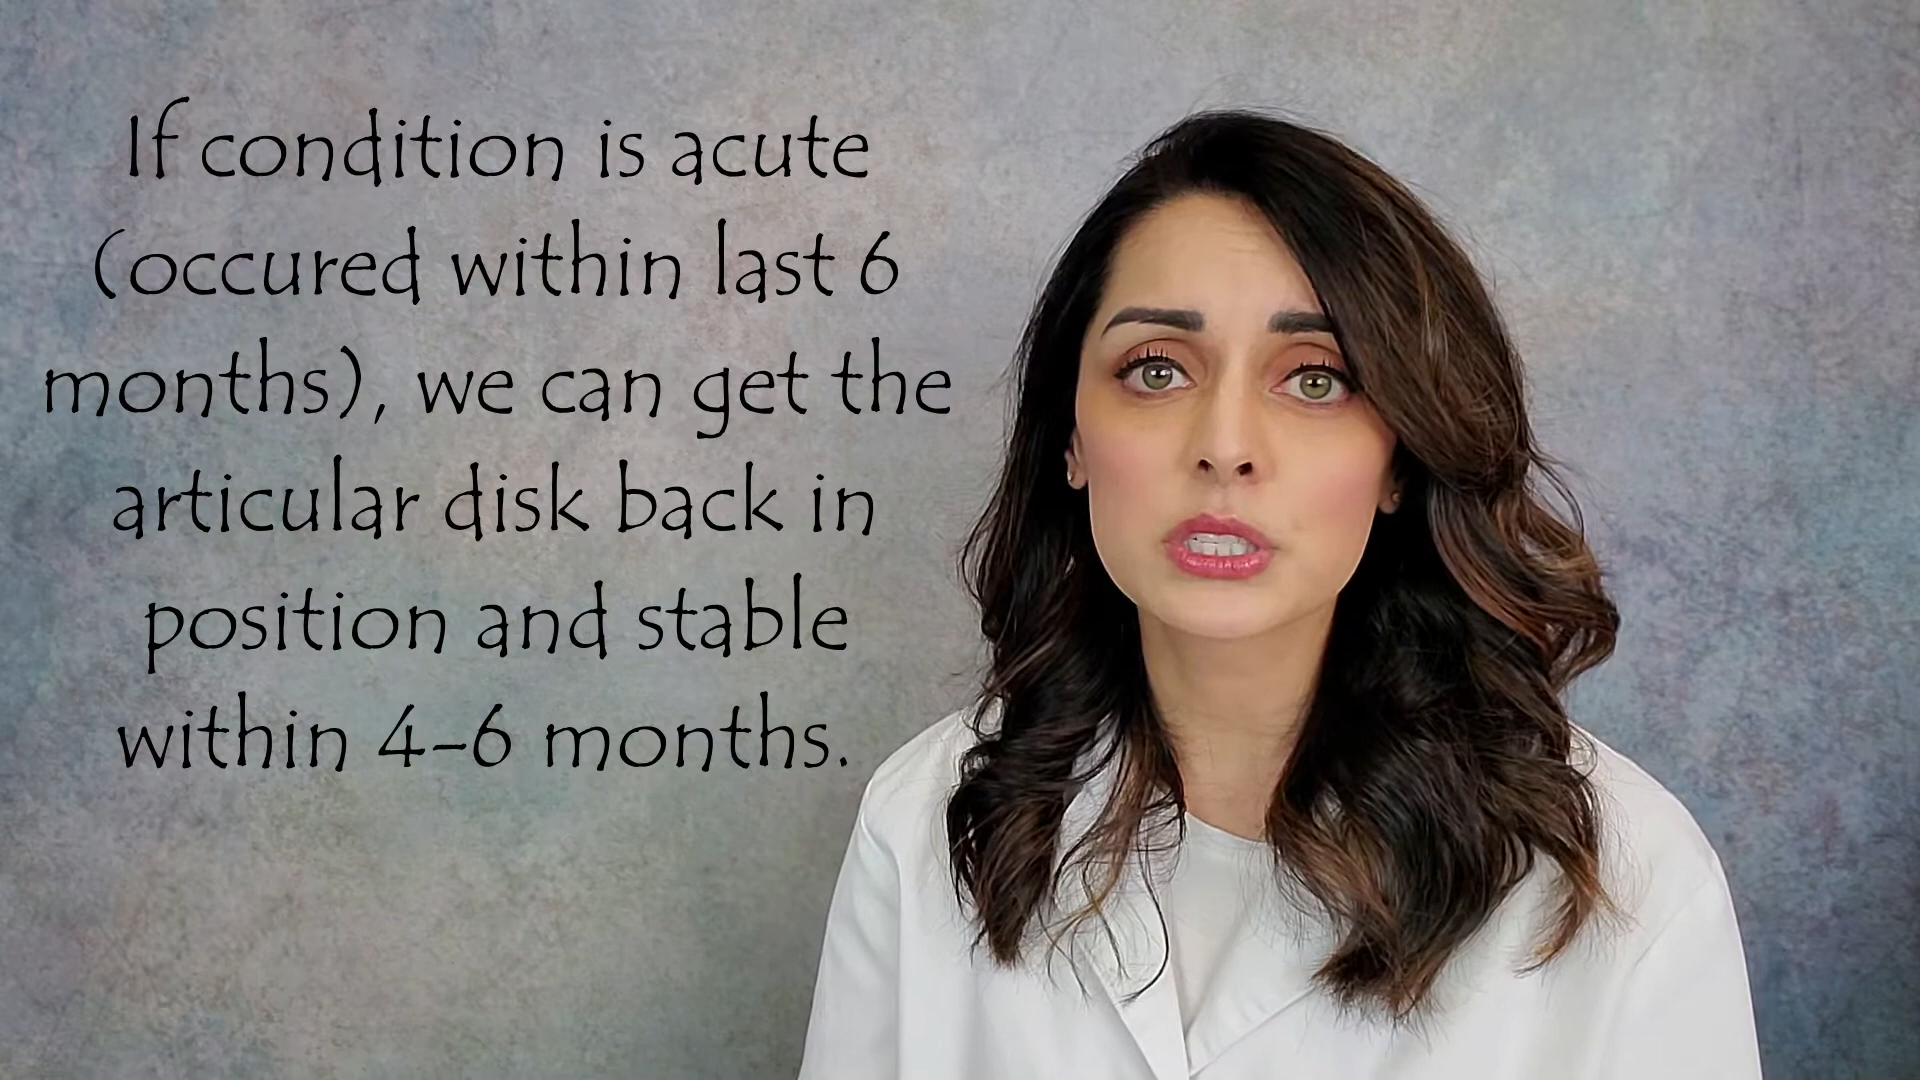 If condition is acute
(occured within last 6
months), we can get the
articular disk back in
position and stable
within 4-6 months.